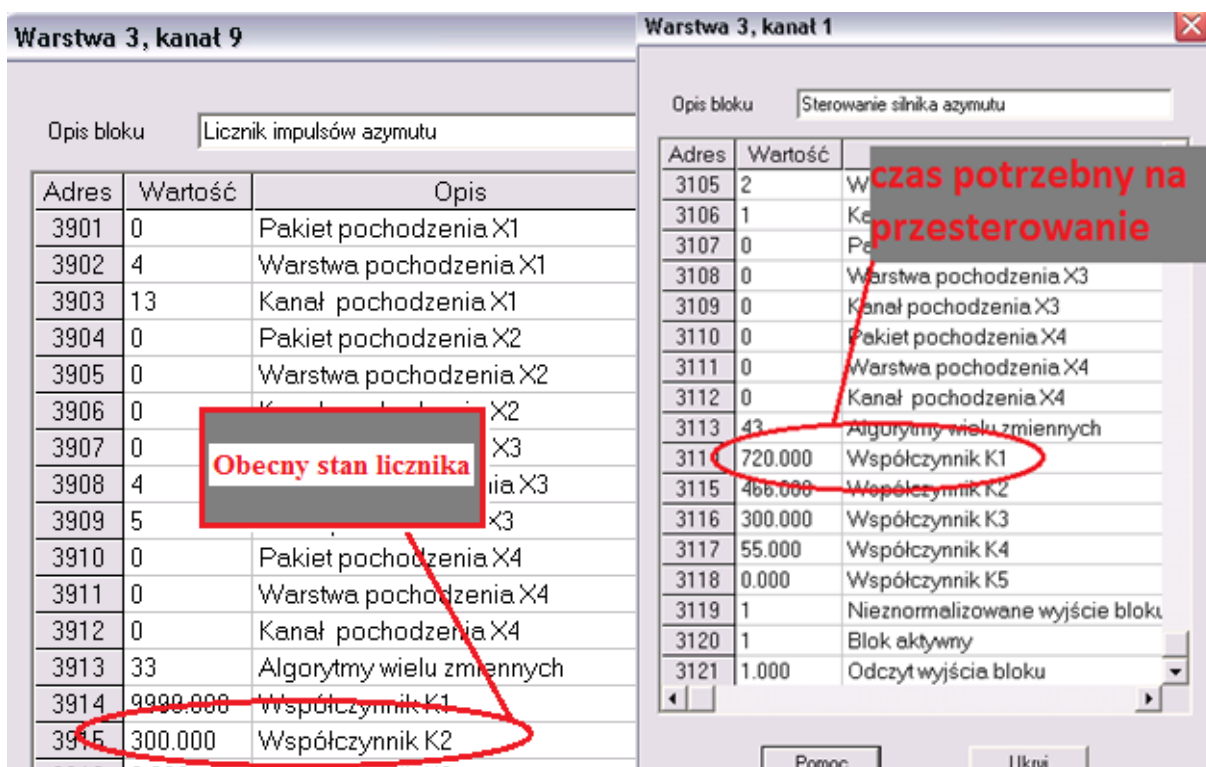 Warstwa 3, kanał 9
Opis bloku Licznik impulsów azymutu
Adres Wartość Opis
3901 0 Pakiet pochodzenia X1
3902 4 Warstwa pochodzenia X1
3903 13 Kanał pochodzenia X1
3904 0 Pakiet pochodzenia X2
3905 0 Warstwa pochodzenia X2
3906 0 X2
3907 0 X3
3908 4 X3
3909 5 X3
Obecny stan licznika
3910 0 Pakiet pochodzenia X4
3911 0 Warstwa pochodzenia X4
3912 0 Kanał pochodzenia X4
3913 33 Algorytmy wielu zmiennych
3914 9999.000 Współczynnik K1
3915 300.000 Współczynnik K2
Warstwa 3, kanał 1
Opis bloku Sterowanie silnika azymutu
Adres Wartość
czas potrzebny na
przesterowanie
3105 2
3106 1
3107 0
3108 0 Warstwa pochodzenia X3
3109 0 Kanał pochodzenia X3
3110 0 Pakiet pochodzenia X4
3111 0 Warstwa pochodzenia X4
3112 0 Kanał pochodzenia X4
3113 43 Algorytmy wielu zmiennych
3114 720.000 Współczynnik K1
3115 466.000 Współczynnik K2
3116 300.000 Współczynnik K3
3117 55.000 Współczynnik K4
3118 0.000 Współczynnik K5
3119 1 Nieznormalizowane wyjście bloku
3120 1 Blok aktywny
3121 1.000 Odczyt wyjścia bloku
Pomoc Ukryj